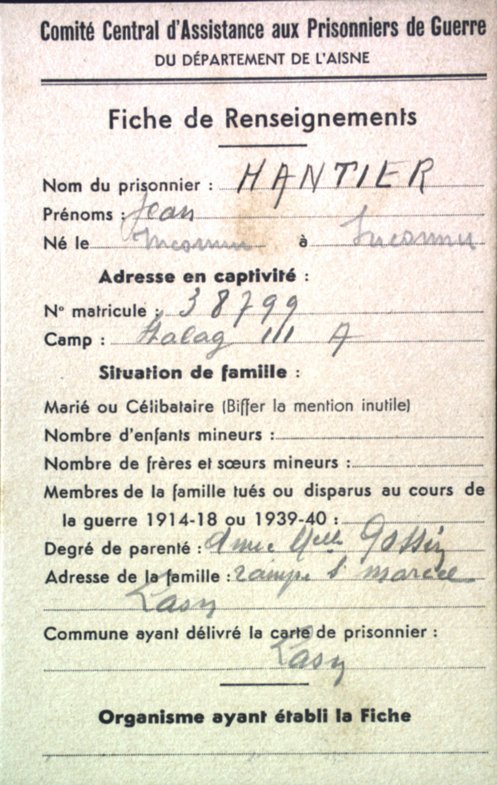 Comité Central d'Assistance aux Prisonniers de Guerre
DU DÉPARTEMENT DE L'AISNE
Fiche de Renseignements
Nom du prisonnier : HANTIER
Prénoms : Jean
Né le Inconnu à Inconnu
Adresse en captivité :
N° matricule : 38799
Camp : Stalag III A
Situation de famille :
Marié ou Célibataire (Biffer la mention inutile)
Nombre d'enfants mineurs :
Nombre de frères et sœurs mineurs :
Membres de la famille tués ou disparus au cours de
la guerre 1914-18 ou 1939-40 :
Degré de parenté : Amie Melle Gossin
Adresse de la famille : rampe St marcel
Laon
Commune ayant délivré la carte de prisonnier :
Laon
Organisme ayant établi la Fiche